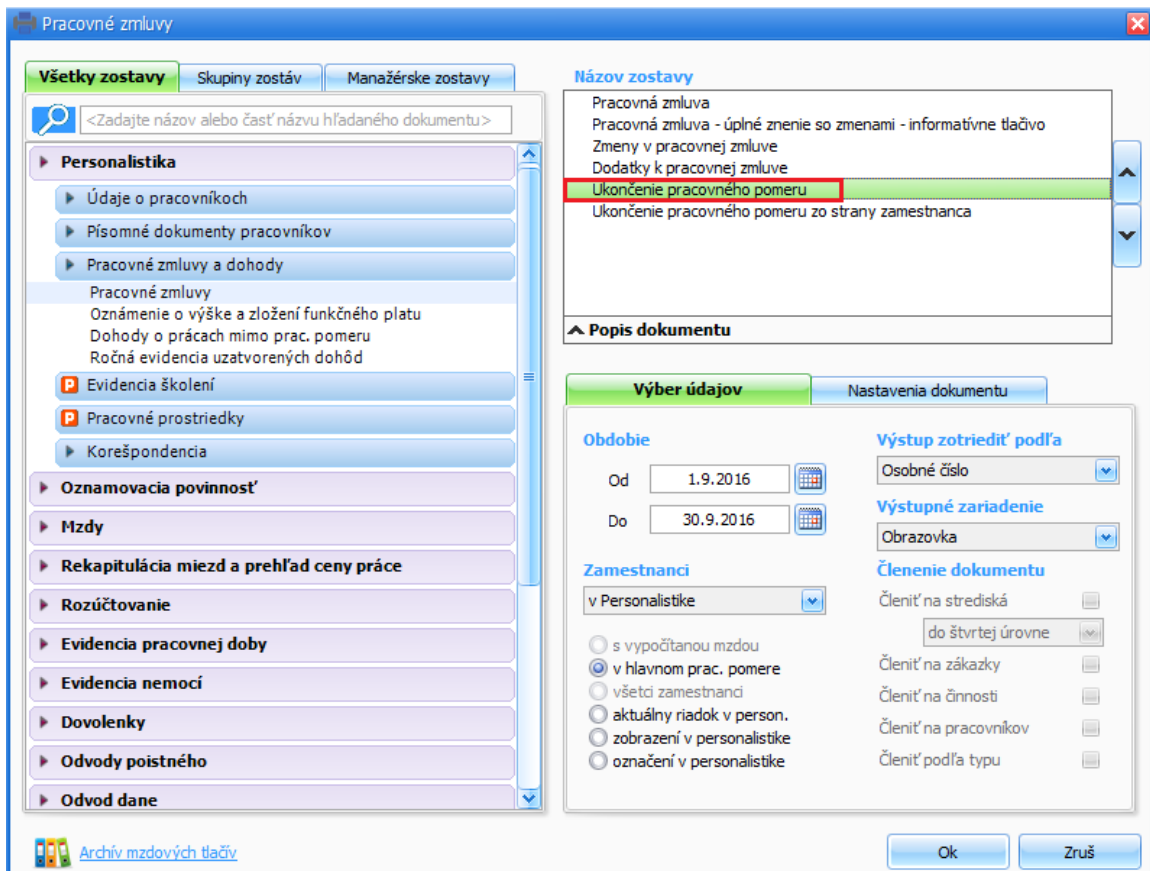 Pracovné zmluvy
Všetky zostavy
Skupiny zostáv
Manažérske zostavy
<Zadajte názov alebo časť názvu hľadaného dokumentu>
Personalistika
Údaje o pracovníkoch
Písomné dokumenty pracovníkov
Pracovné zmluvy a dohody
Pracovné zmluvy
Oznámenie o výške a zložení funkčného platu
Dohody o prácach mimo prac. pomeru
Ročná evidencia uzatvorených dohôd
P Evidencia školení
P Pracovné prostriedky
Korešpondencia
Oznamovacia povinnosť
Mzdy
Rekapitulácia miezd a prehľad ceny práce
Rozúčtovanie
Evidencia pracovnej doby
Evidencia nemocí
Dovolenky
Odvody poistného
Odvod dane
Archív mzdových tlačív
Názov zostavy
Pracovná zmluva
Pracovná zmluva - úplné znenie so zmenami - informatívne tlačivo
Zmeny v pracovnej zmluve
Dodatky k pracovnej zmluve
Ukončenie pracovného pomeru
Ukončenie pracovného pomeru zo strany zamestnanca
Popis dokumentu
Výber údajov
Nastavenia dokumentu
Obdobie
Od 1.9.2016
Do 30.9.2016
Zamestnanci
v Personalistike
s vypočítanou mzdou
v hlavnom prac. pomere
všetci zamestnanci
aktuálny riadok v person.
zobrazení v personalistike
označení v personalistike
Výstup zotriediť podľa
Osobné číslo
Výstupné zariadenie
Obrazovka
Členenie dokumentu
Členiť na strediská
do štvrtej úrovne
Členiť na zákazky
Členiť na činnosti
Členiť na pracovníkov
Členiť podľa typu
Ok
Zruš